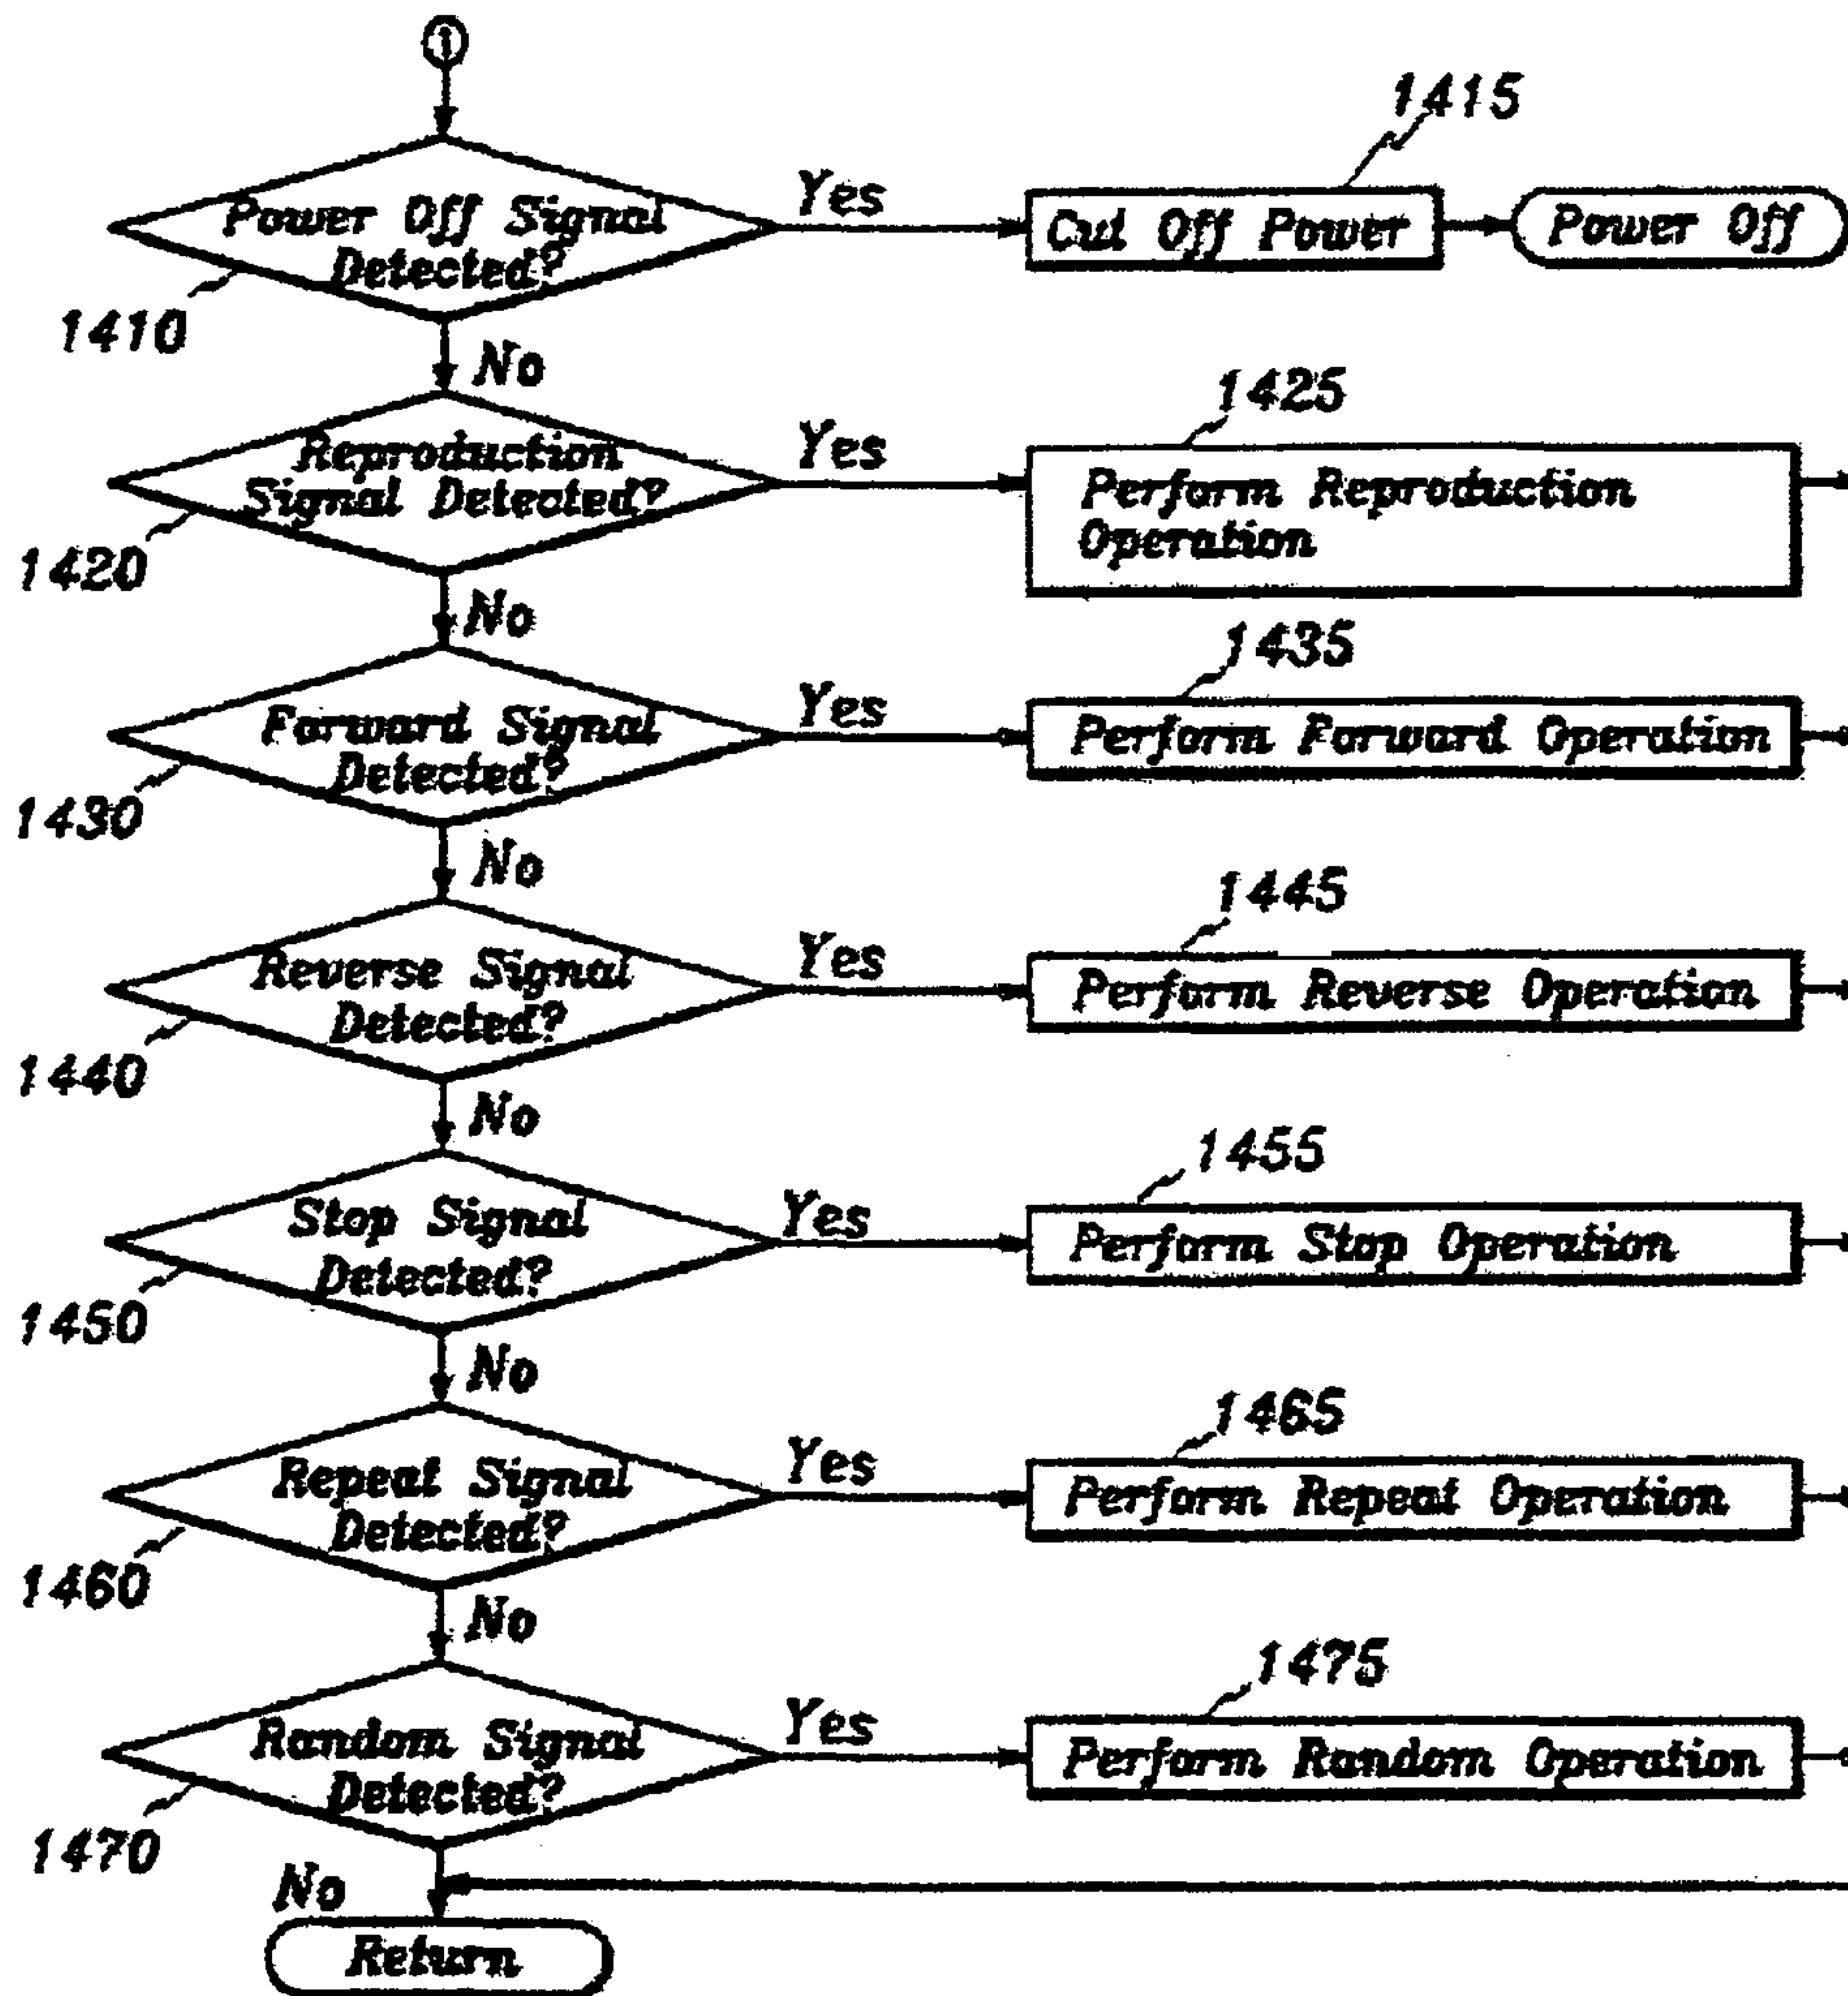 1
1415
Yes
Power Off Signal
Detected?
Cut Off Power
Power Off
1410
No
1425
Yes
Reproduction
Signal Detected?
Perform Reproduction
Operation
1420
No
1435
Yes
Forward Signal
Detected?
Perform Forward Operation
1430
No
1445
Yes
Reverse Signal
Detected?
Perform Reverse Operation
1440
No
1455
Yes
Stop Signal
Detected?
Perform Stop Operation
1450
No
1465
Yes
Repeat Signal
Detected?
Perform Repeat Operation
1460
No
1475
Yes
Random Signal
Detected?
Perform Random Operation
1470
No
Return